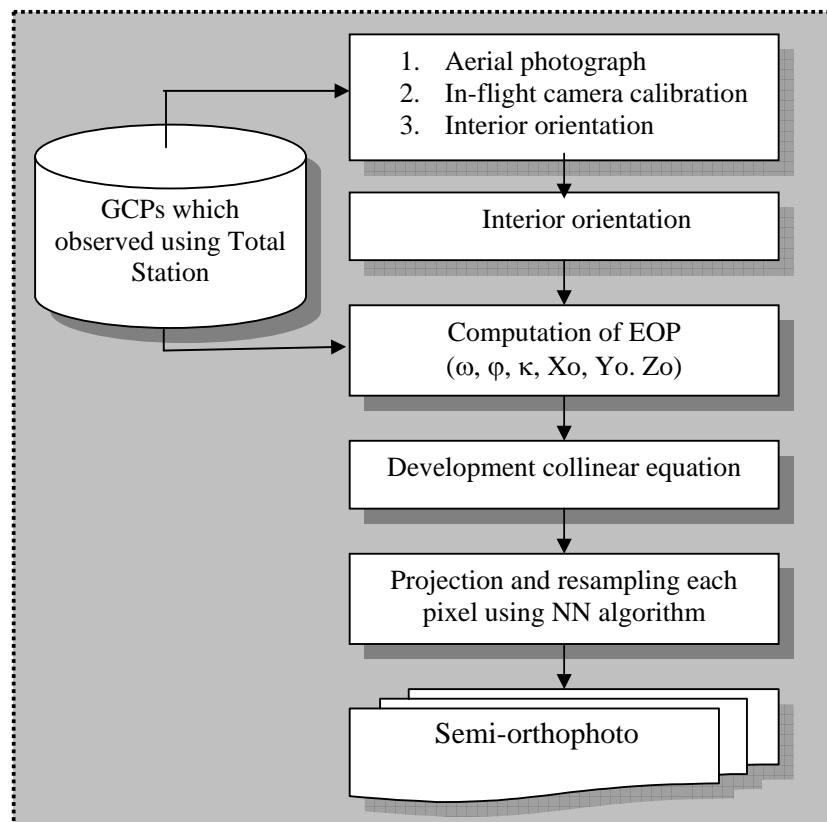 1. Aerial photograph
2. In-flight camera calibration
3. Interior orientation
GCPs which
observed using Total
Station
Interior orientation
Computation of EOP
(ω, φ, κ, Xo, Yo. Zo)
Development collinear equation
Projection and resampling each
pixel using NN algorithm
Semi-orthophoto